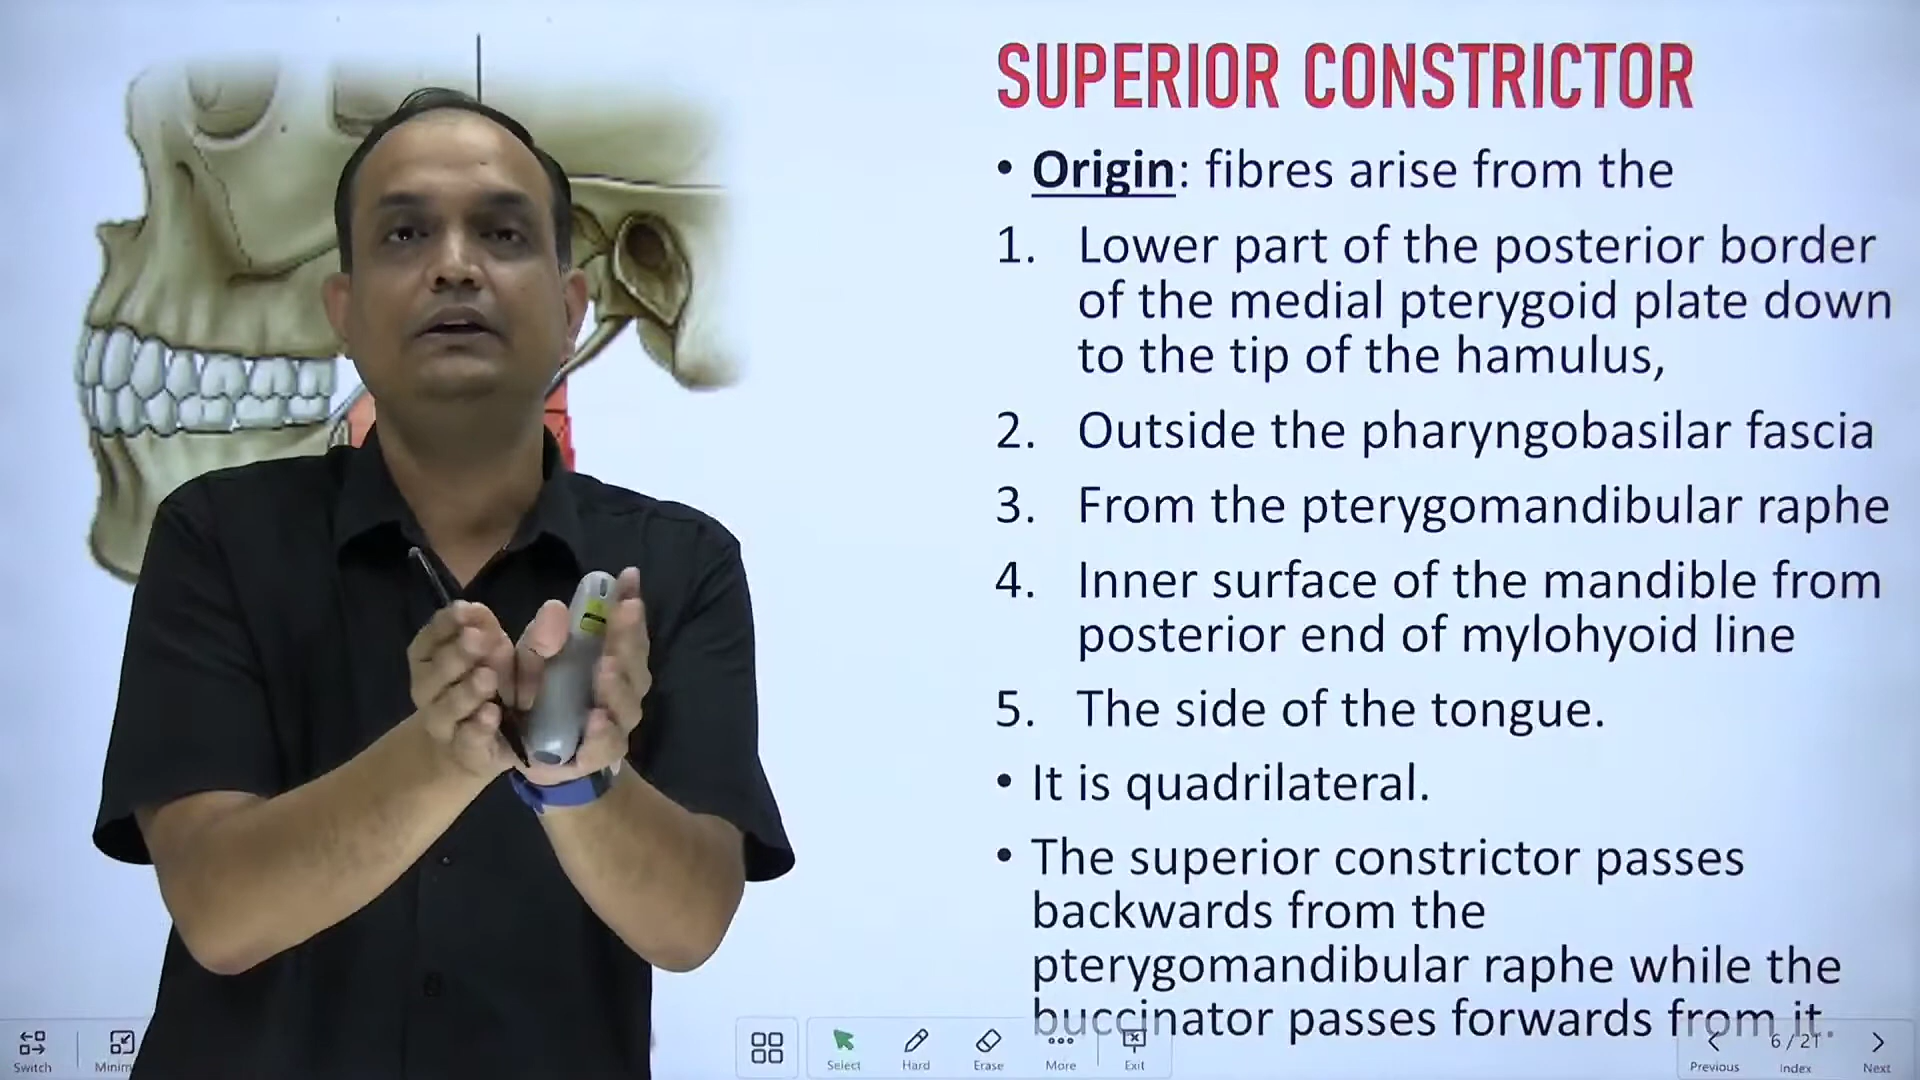 SUPERIOR CONSTRICTOR
• Origin: fibres arise from the
1. Lower part of the posterior border
of the medial pterygoid plate down
to the tip of the hamulus,
2. Outside the pharyngobasilar fascia
3. From the pterygomandibular raphe
4. Inner surface of the mandible from
posterior end of mylohyoid line
5. The side of the tongue.
• It is quadrilateral.
• The superior constrictor passes
backwards from the
pterygomandibular raphe while the
buccinator passes forwards from it.
Switch
Minim
Select
Hard
Erase
More
Exit
Previous
6 / 21
Index
Next